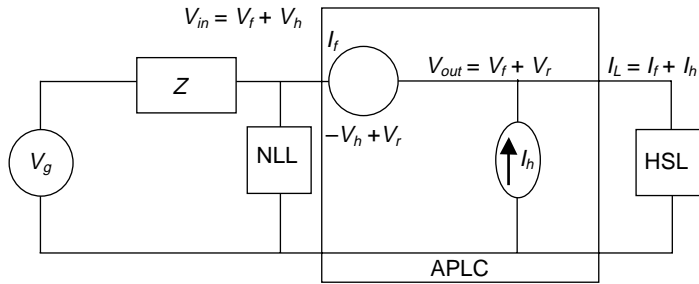 V_in = V_f + V_h
I_f
V_out = V_f + V_r
I_L = I_f + I_h
Z
−V_h + V_r
V_g
NLL
I_h
HSL
APLC